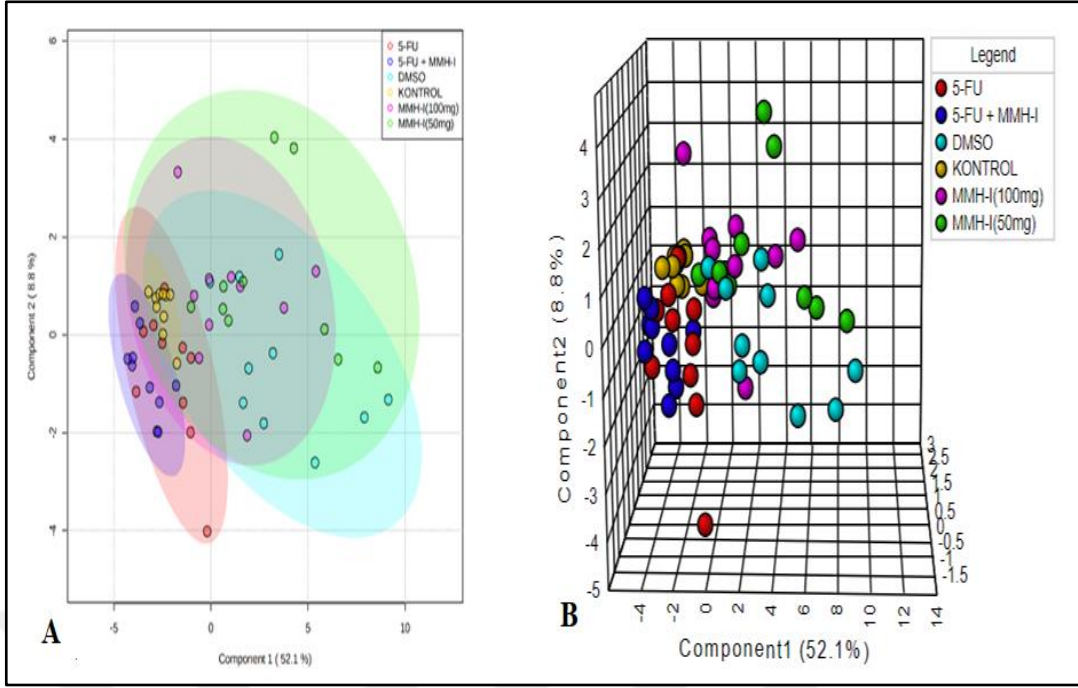 5-FU
5-FU + MMH-I
DMSO
KONTROL
MMH-I(100mg)
MMH-I(50mg)
Component 2 ( 8.8 %)
6
4
2
0
-2
-4
-5
0
5
10
Component 1 ( 52.1 %)
A
Legend
5-FU
5-FU + MMH-I
DMSO
KONTROL
MMH-I(100mg)
MMH-I(50mg)
Component2 (8.8%)
4
3
2
1
0
-1
-2
-3
-4
-5
-4
-2
0
2
4
6
8
10
12
14
3
2.5
2
1.5
1
0.5
0
-0.5
-1
-1.5
Component1 (52.1%)
B